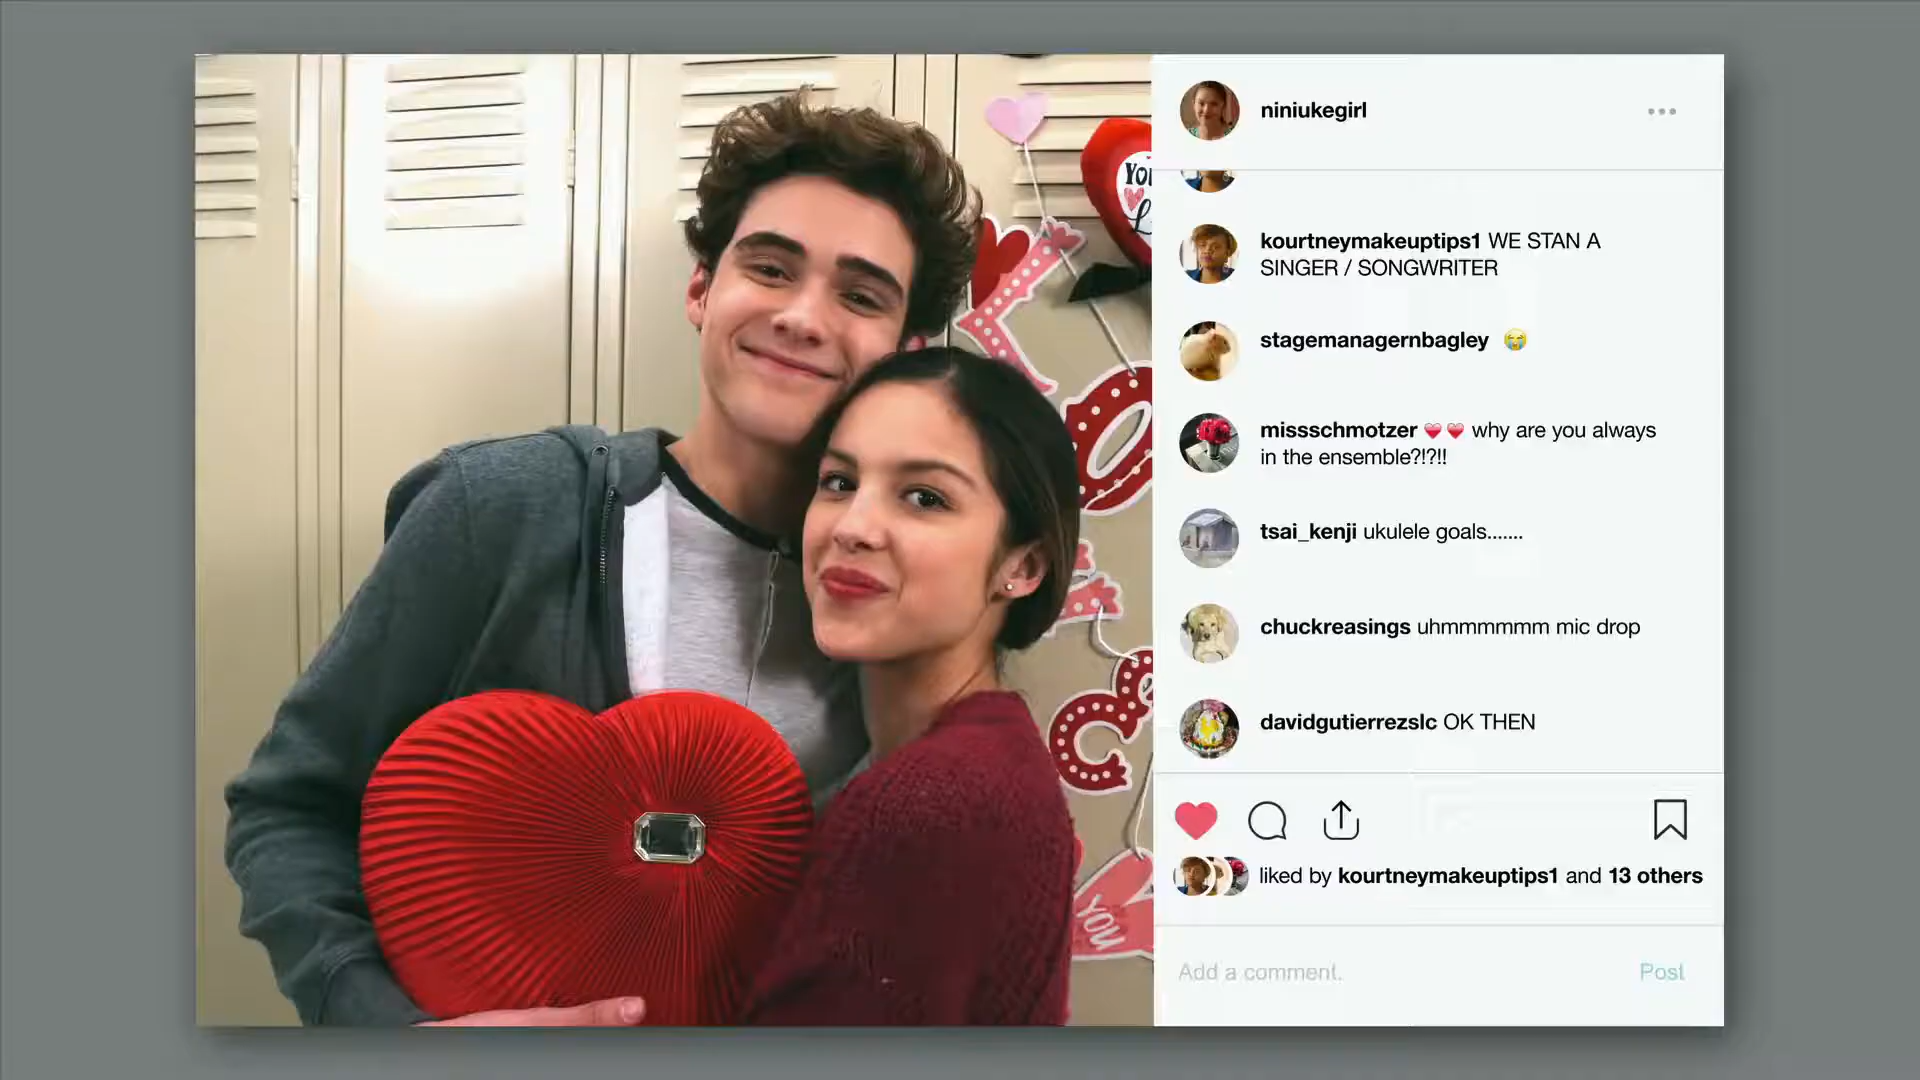 niniukegirl
kourtneymakeuptips1 WE STAN A
SINGER / SONGWRITER
stagemanagernbagley 😭
missschmotzer ❤️❤️ why are you always
in the ensemble?!?!!
tsai_kenji ukulele goals.......
chuckreasings uhmmmmmm mic drop
davidgutierrezslc OK THEN
liked by kourtneymakeuptips1 and 13 others
Add a comment.
Post
YOU